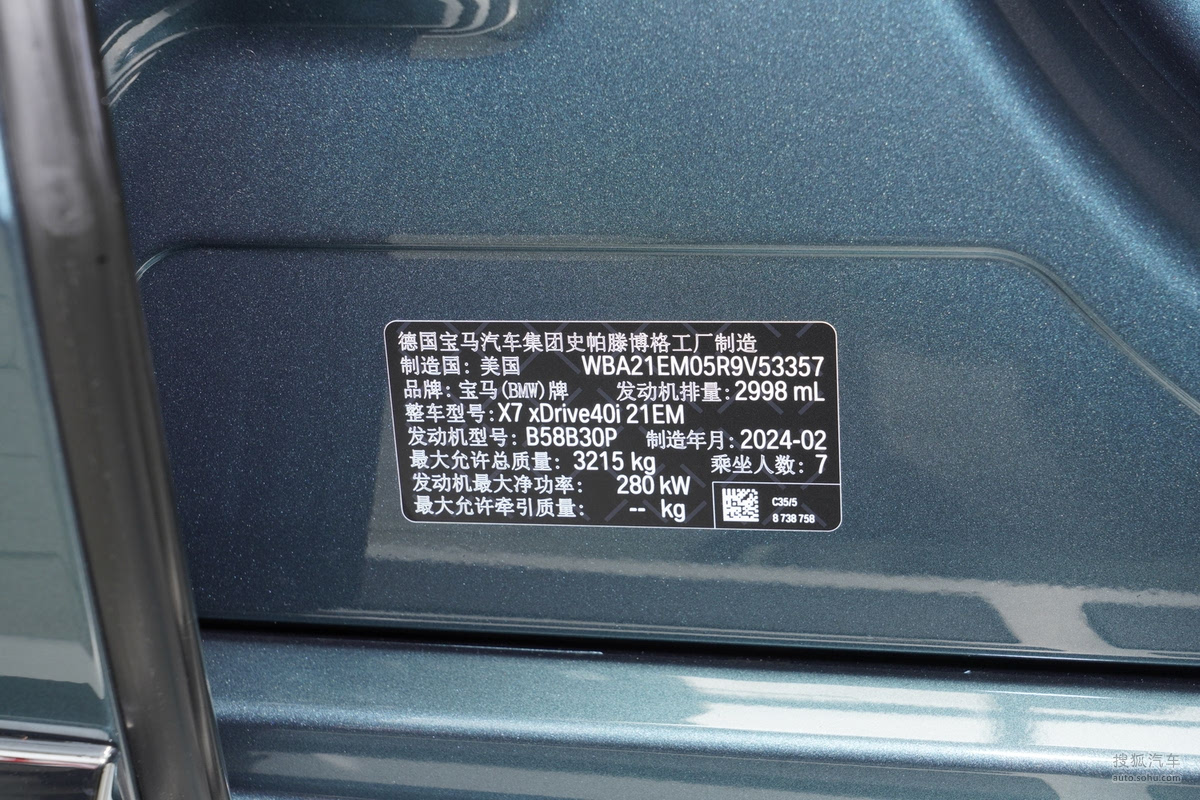 德国宝马汽车集团史帕滕博格工厂制造
制造国：美国 WBA21EM05R9V53357
品牌：宝马(BMW)牌 发动机排量：2998 mL
整车型号：X7 xDrive40i 21EM
发动机型号：B58B30P 制造年月：2024-02
最大允许总质量：3215 kg 乘坐人数：7
发动机最大净功率：280 kW
最大允许牵引质量：-- kg
C35/5
8 738 758
搜狐汽车
auto.sohu.com